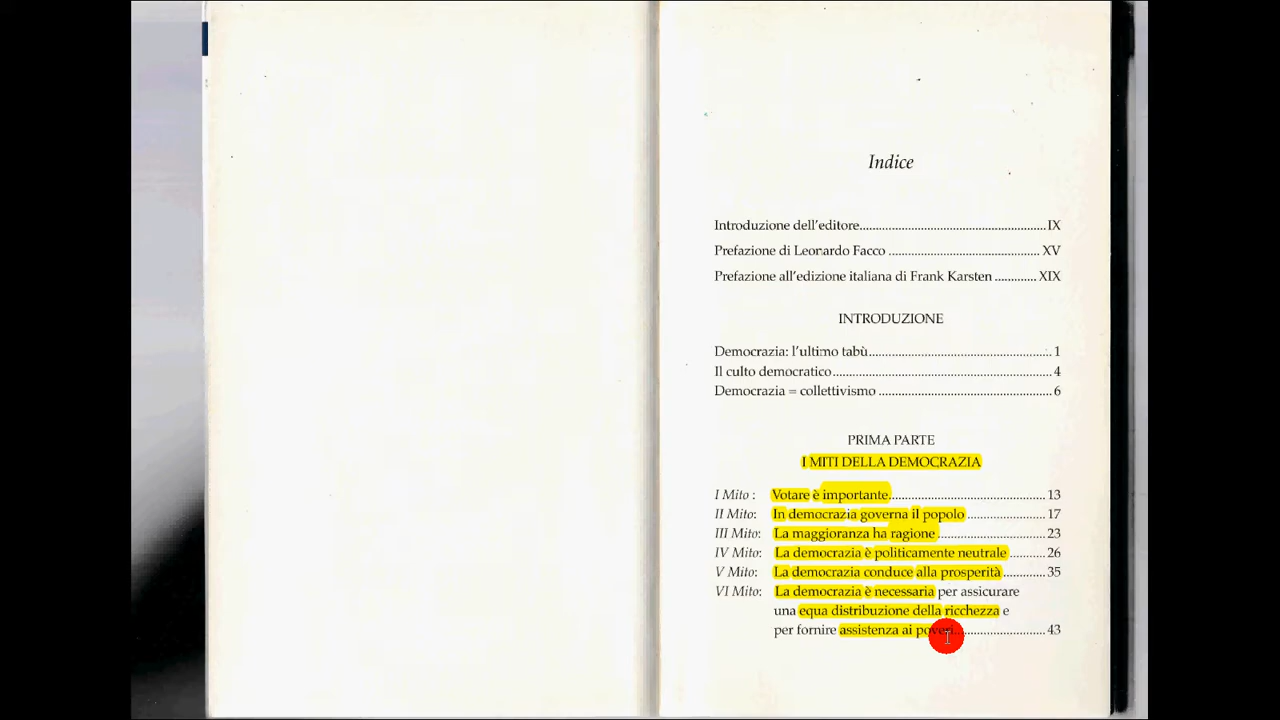 Indice
Introduzione dell'editore..........IX
Prefazione di Leonardo Facco..........XV
Prefazione all'edizione italiana di Frank Karsten..........XIX
INTRODUZIONE
Democrazia: l'ultimo tabù..........1
Il culto democratico..........4
Democrazia = collettivismo..........6
PRIMA PARTE
I MITI DELLA DEMOCRAZIA
I Mito : Votare è importante..........13
II Mito: In democrazia governa il popolo..........17
III Mito: La maggioranza ha ragione..........23
IV Mito: La democrazia è politicamente neutrale..........26
V Mito: La democrazia conduce alla prosperità..........35
VI Mito: La democrazia è necessaria per assicurare
una equa distribuzione della ricchezza e
per fornire assistenza ai poveri..........43